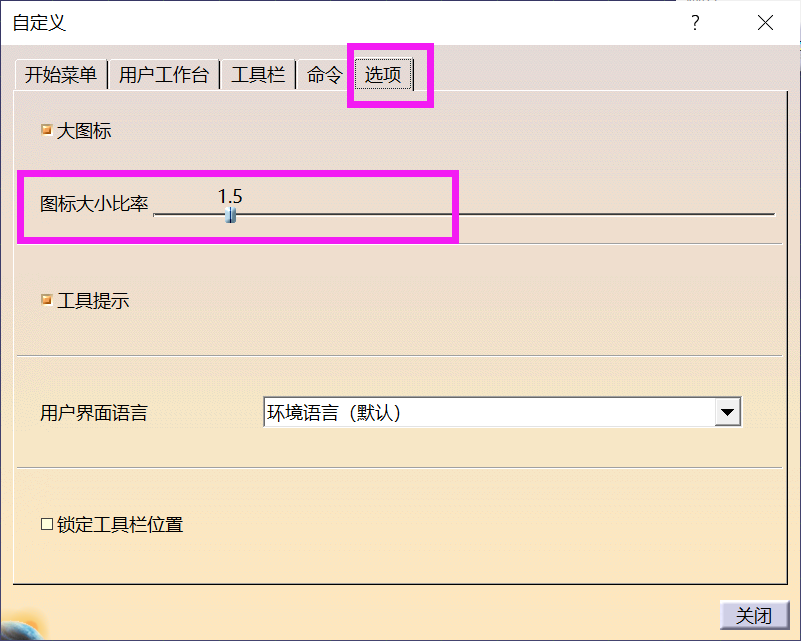 自定义
开始菜单 用户工作台 工具栏 命令 选项
大图标
图标大小比率 1.5
工具提示
用户界面语言 环境语言（默认）
锁定工具栏位置
关闭